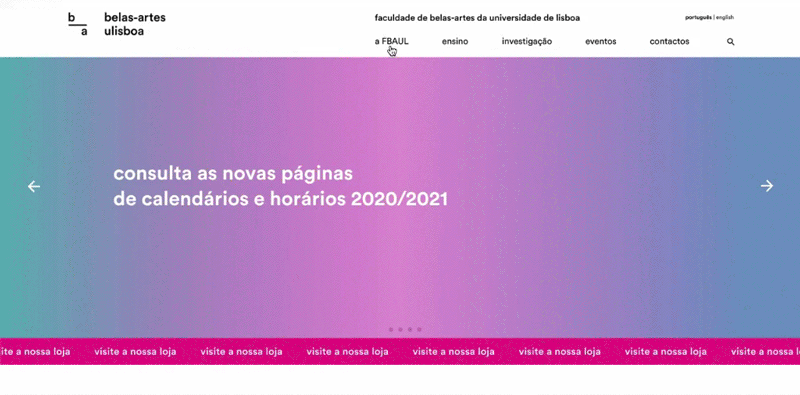 b
a
belas-artes
ulisboa
faculdade de belas-artes da universidade de lisboa
português | english
a FBAUL ensino investigação eventos contactos
consulta as novas páginas
de calendários e horários 2020/2021
ite a nossa loja visite a nossa loja visite a nossa loja visite a nossa loja visite a nossa loja visite a nossa loja visite a nossa loja visite a nossa l